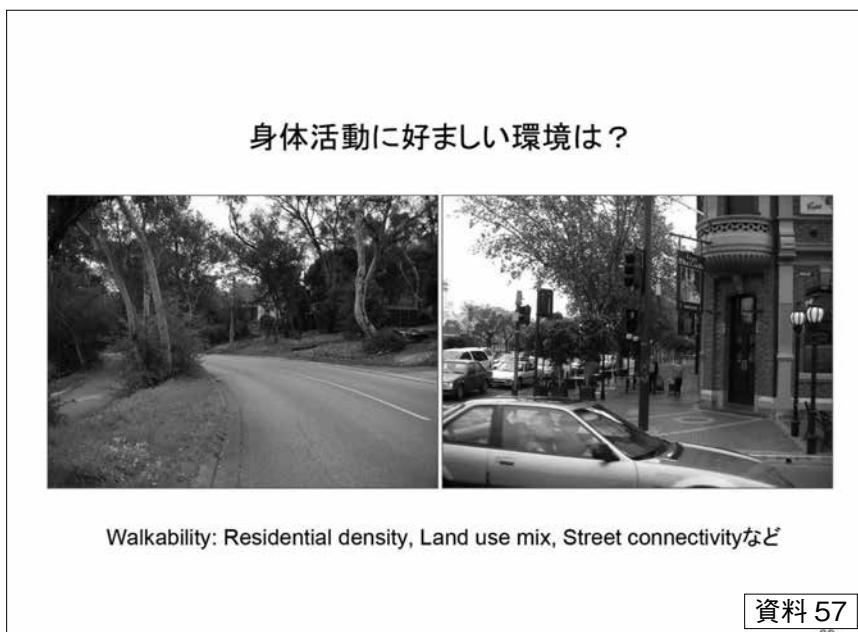 身体活動に好ましい環境は？
Walkability: Residential density, Land use mix, Street connectivityなど
資料 57